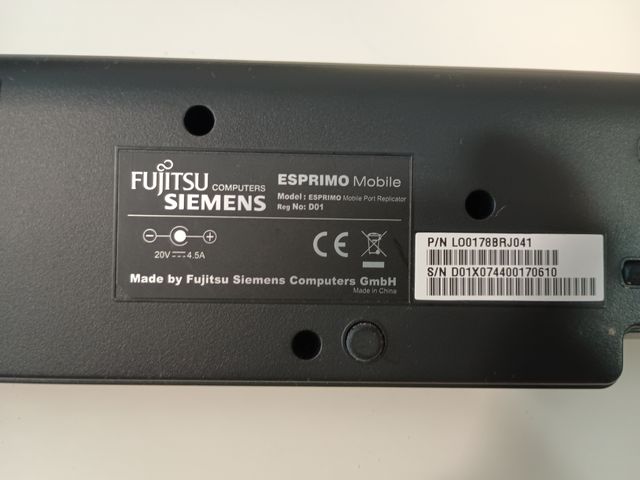 FUJITSU COMPUTERS
SIEMENS
ESPRIMO Mobile
Model : ESPRIMO Mobile Port Replicator
Reg No: D01
20V 4.5A
CE
Made by Fujitsu Siemens Computers GmbH
Made in China
P/N LO0178BRJ041
S/N D01X074400170610